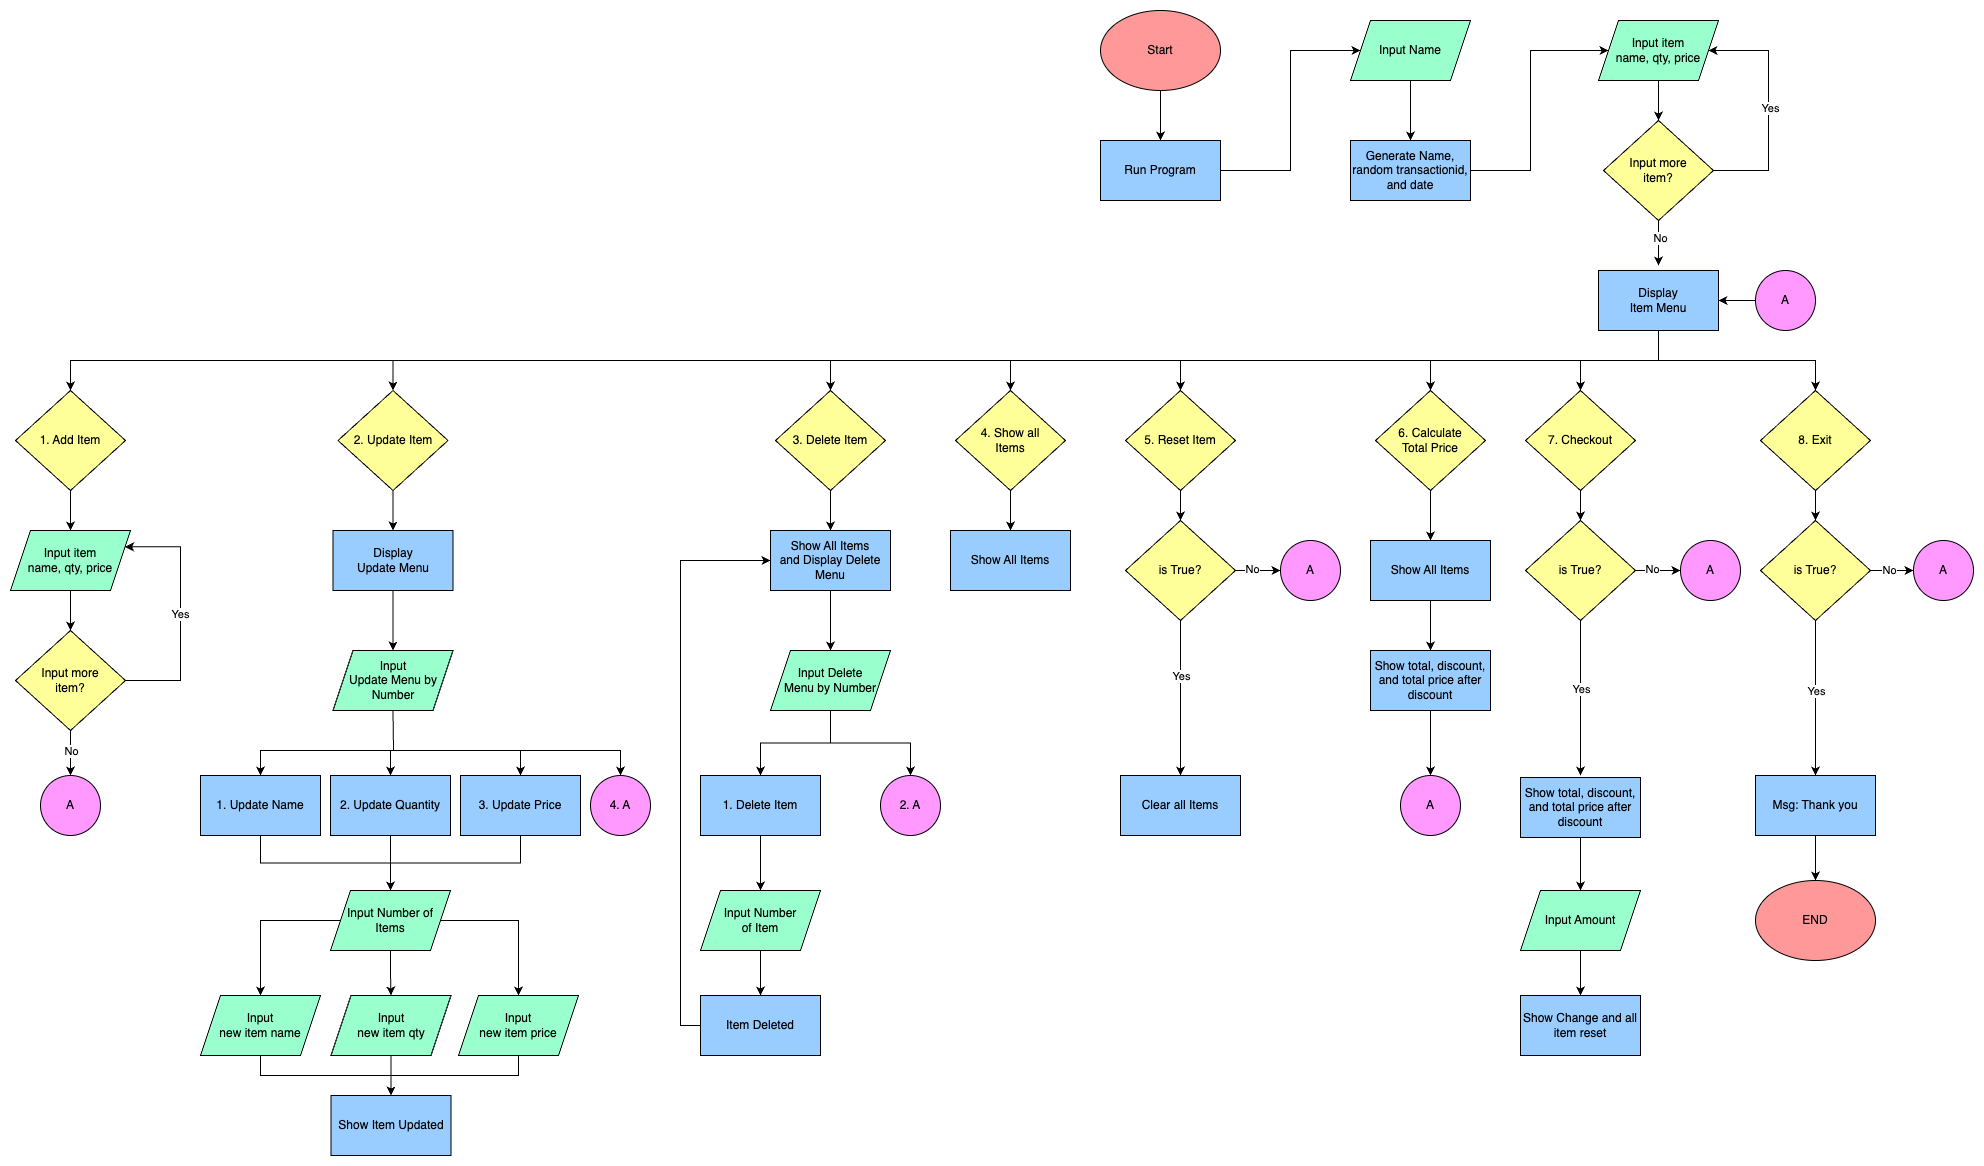 Start
Input Name
Input item
name, qty, price
Yes
Run Program
Generate Name,
random transactionid,
and date
Input more
item?
No
Display
Item Menu
A
1. Add Item
2. Update Item
3. Delete Item
4. Show all
Items
5. Reset Item
6. Calculate
Total Price
7. Checkout
8. Exit
Input item
name, qty, price
Yes
Input more
item?
No
A
Display
Update Menu
Input
Update Menu by
Number
1. Update Name
2. Update Quantity
3. Update Price
4. A
Input Number of
Items
Input
new item name
Input
new item qty
Input
new item price
Show Item Updated
Show All Items
and Display Delete
Menu
Input Delete
Menu by Number
1. Delete Item
2. A
Input Number
of Item
Item Deleted
Show All Items
is True?
No
A
Yes
Clear all Items
Show All Items
Show total, discount,
and total price after
discount
A
is True?
No
A
Yes
Show total, discount,
and total price after
discount
Input Amount
Show Change and all
item reset
is True?
No
A
Yes
Msg: Thank you
END